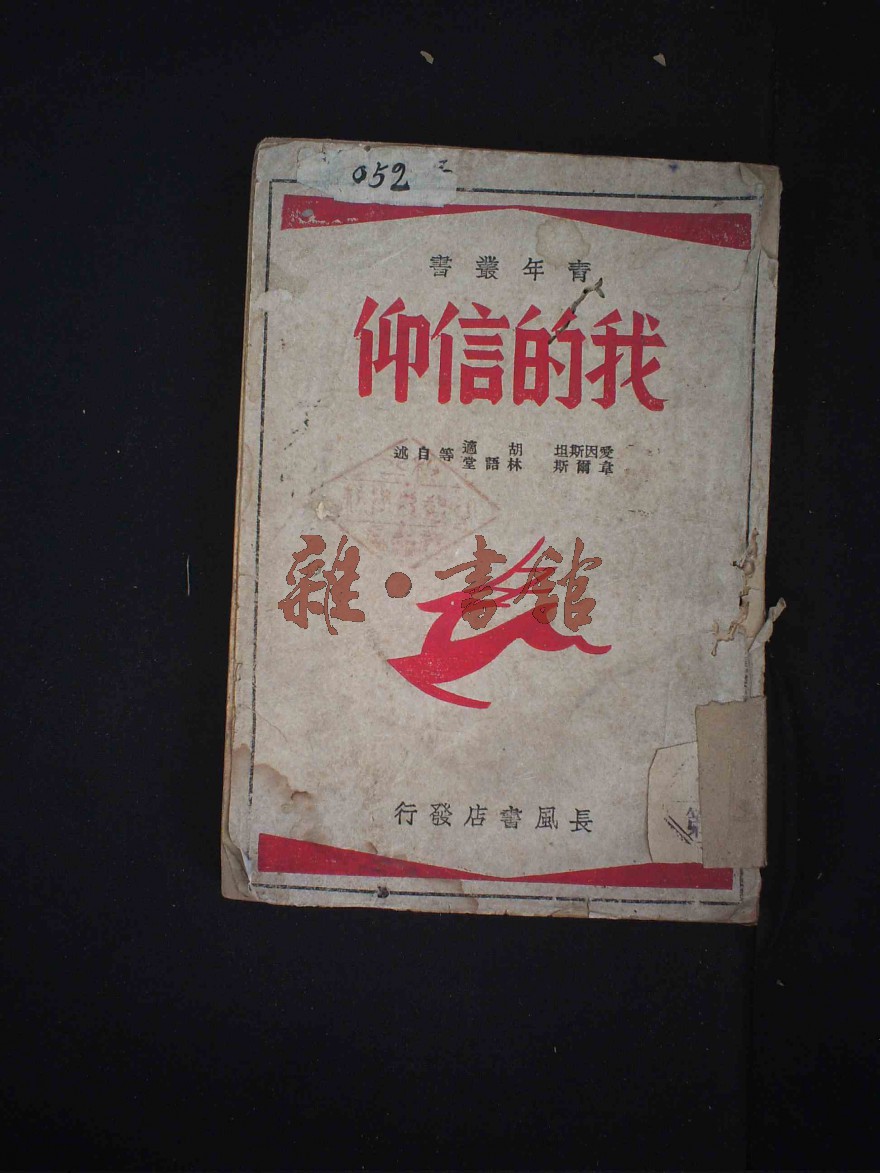 052
青年叢書
我的信仰
愛因斯坦 胡適 等自述
韋爾斯 林語堂
雜·書館
長風書店發行